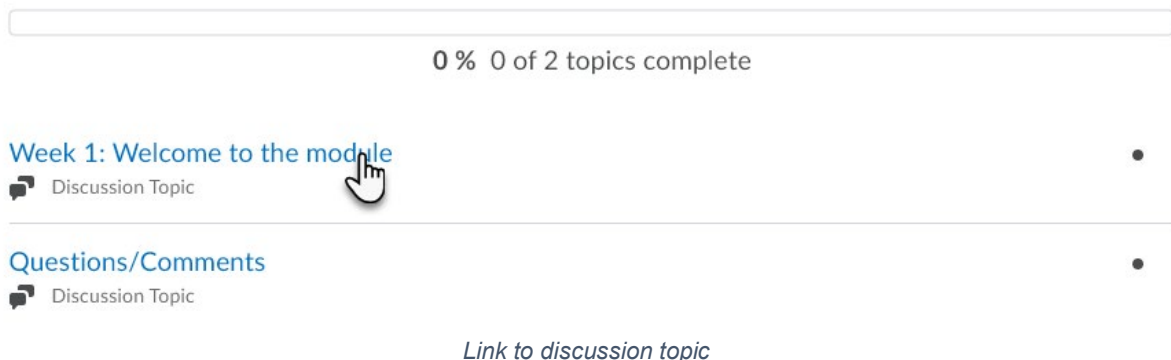 0 % 0 of 2 topics complete
Week 1: Welcome to the module
Discussion Topic
Questions/Comments
Discussion Topic
Link to discussion topic